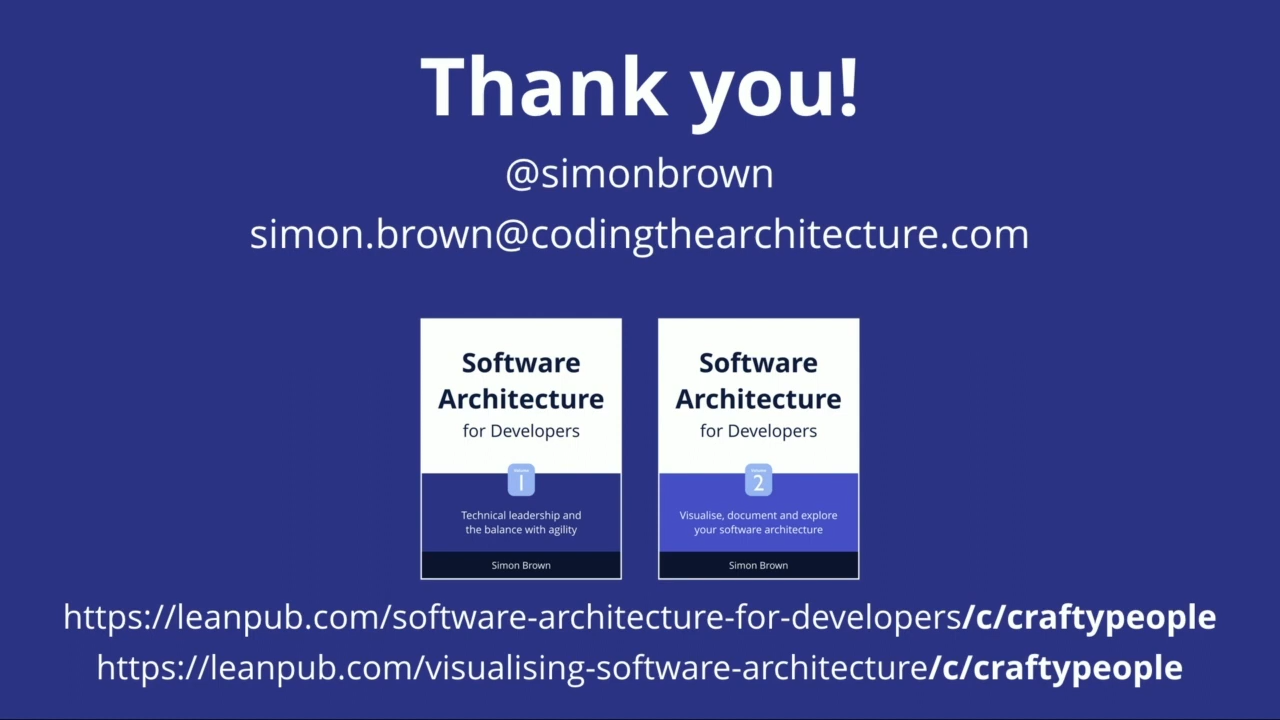 Thank you!
@simonbrown
simon.brown@codingthearchitecture.com
Software
Architecture
for Developers
1
Technical leadership and
the balance with agility
Simon Brown
Software
Architecture
for Developers
2
Visualise, document and explore
your software architecture
Simon Brown
https://leanpub.com/software-architecture-for-developers/c/craftypeople
https://leanpub.com/visualising-software-architecture/c/craftypeople